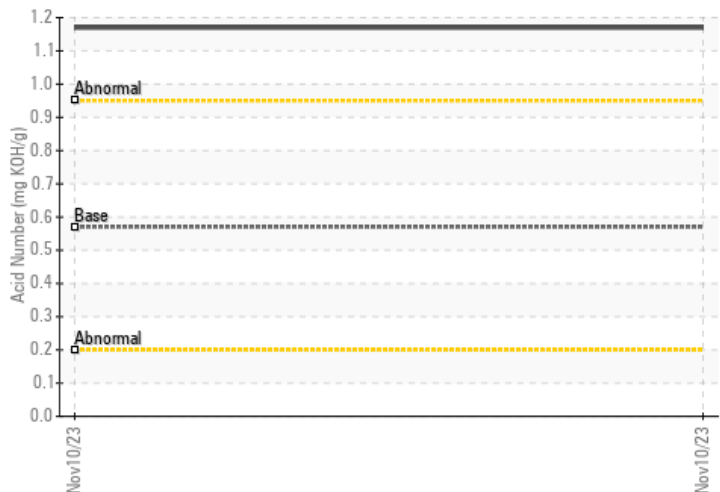 1.2
1.1
1.0
Abnormal
0.9
0.8
0.7
0.6
Base
0.5
0.4
0.3
Abnormal
0.2
0.1
0.0
Acid Number (mg KOH/g)
Nov10/23
Nov10/23